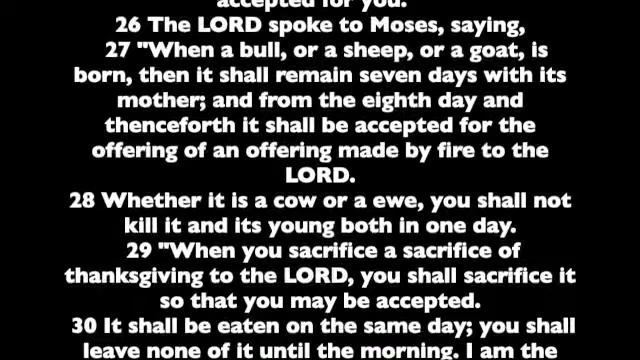 accepted for you."
26 The LORD spoke to Moses, saying,
27 "When a bull, or a sheep, or a goat, is
born, then it shall remain seven days with its
mother; and from the eighth day and
thenceforth it shall be accepted for the
offering of an offering made by fire to the
LORD.
28 Whether it is a cow or a ewe, you shall not
kill it and its young both in one day.
29 "When you sacrifice a sacrifice of
thanksgiving to the LORD, you shall sacrifice it
so that you may be accepted.
30 It shall be eaten on the same day; you shall
leave none of it until the morning. I am the